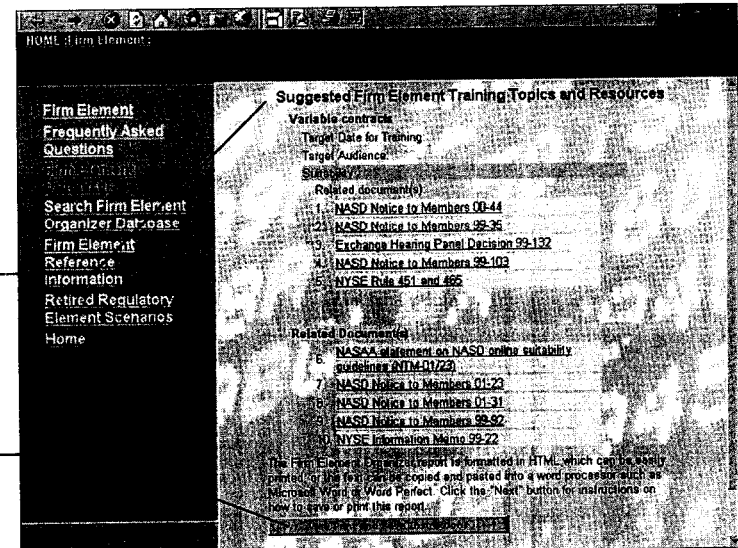 HOME : Firm Element :
Firm Element
Frequently Asked
Questions
Search Firm Element
Organizer Database
Firm Element
Reference
Information
Retired Regulatory
Element Scenarios
Home
Suggested Firm Element Training Topics and Resources
Variable contracts
Target Date for Training:
Target Audience:
Summary
Related document(s)
1. NASD Notice to Members 00-44
2. NASD Notice to Members 99-35
3. Exchange Hearing Panel Decision 99-132
4. NASD Notice to Members 99-103
5. NYSE Rule 451 and 465
Related Document(s)
6. NASAA statement on NASD online suitability
guidelines (NTM-01/23)
7. NASD Notice to Members 01-23
8. NASD Notice to Members 01-31
9. NASD Notice to Members 99-92
10. NYSE Information Memo 99-22
The Firm Element Organizer report is formatted in HTML which can be easily
printed, or the text can be copied and pasted into a word processor such as
Microsoft Word or Word Perfect. Click the "Next" button for instructions on
how to save or print this report.